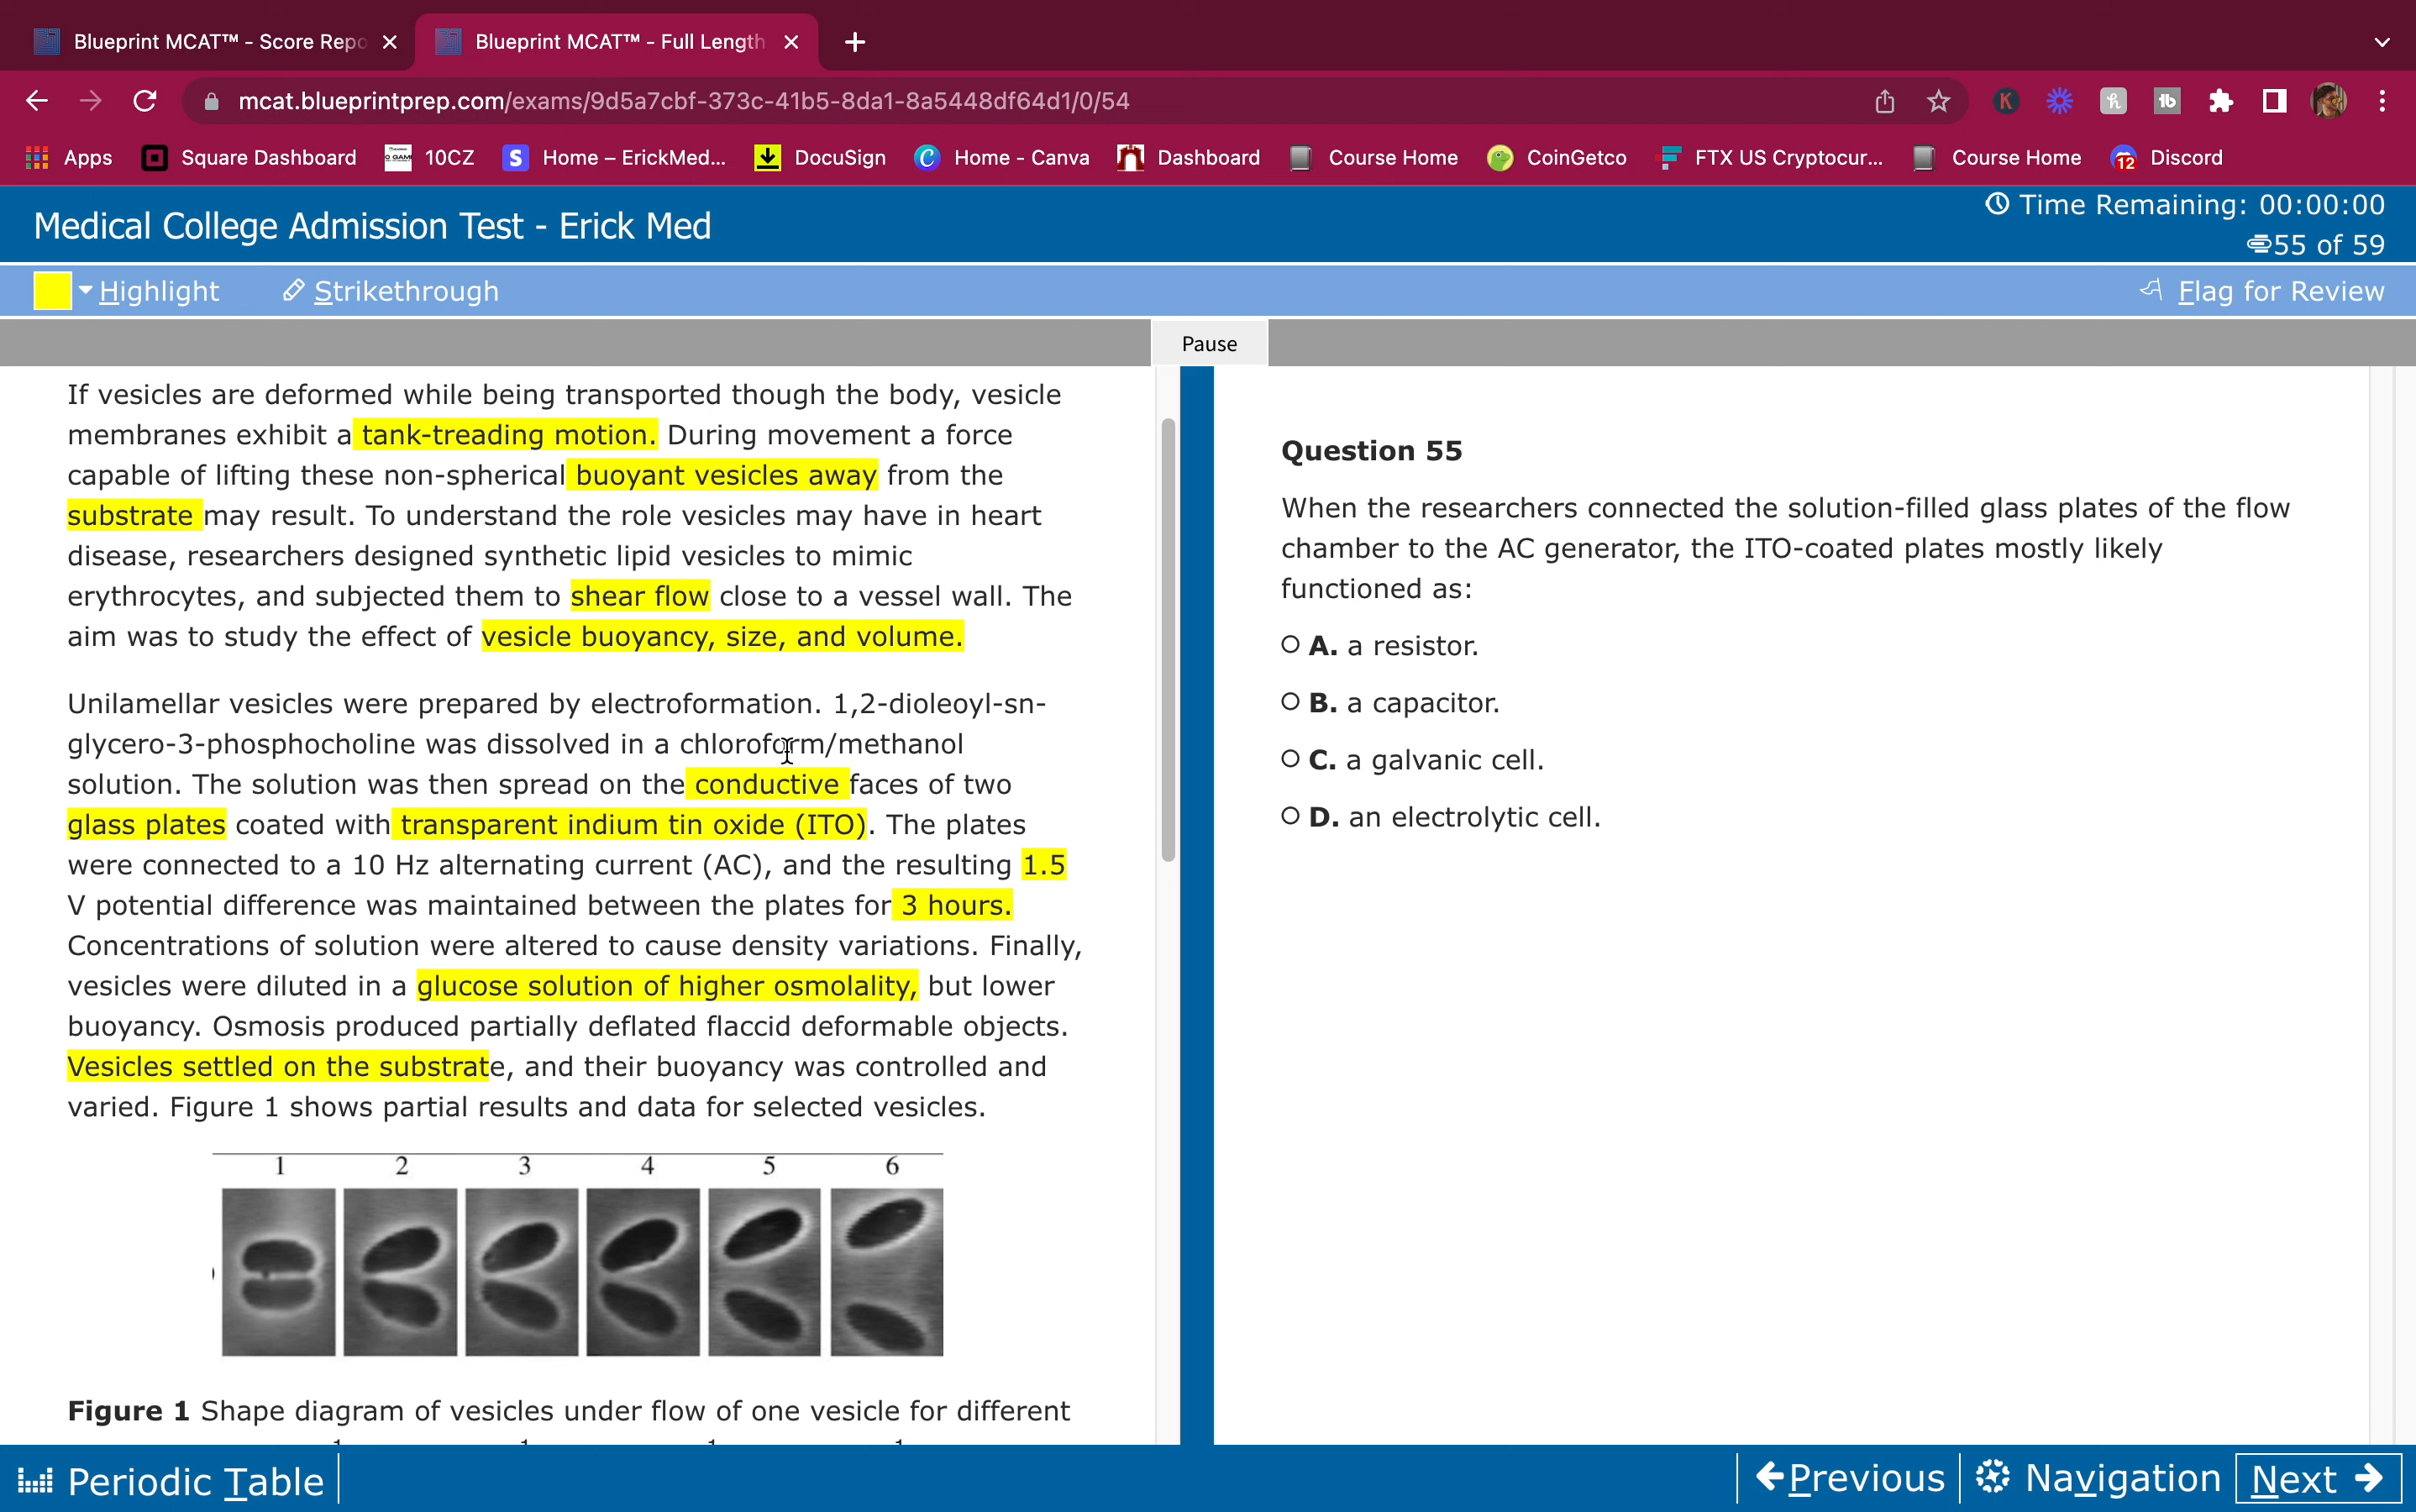 Blueprint MCAT™ - Score Repo
Blueprint MCAT™ - Full Length
mcat.blueprintprep.com/exams/9d5a7cbf-373c-41b5-8da1-8a5448df64d1/0/54
Apps
Square Dashboard
10CZ
Home – ErickMed...
DocuSign
Home - Canva
Dashboard
Course Home
CoinGetco
FTX US Cryptocur...
Course Home
12
Discord
Medical College Admission Test - Erick Med
Time Remaining: 00:00:00
55 of 59
Highlight
Strikethrough
Flag for Review
Pause
If vesicles are deformed while being transported though the body, vesicle
membranes exhibit a tank-treading motion. During movement a force
capable of lifting these non-spherical buoyant vesicles away from the
substrate may result. To understand the role vesicles may have in heart
disease, researchers designed synthetic lipid vesicles to mimic
erythrocytes, and subjected them to shear flow close to a vessel wall. The
aim was to study the effect of vesicle buoyancy, size, and volume.
Unilamellar vesicles were prepared by electroformation. 1,2-dioleoyl-sn-
glycero-3-phosphocholine was dissolved in a chloroform/methanol
solution. The solution was then spread on the conductive faces of two
glass plates coated with transparent indium tin oxide (ITO). The plates
were connected to a 10 Hz alternating current (AC), and the resulting 1.5
V potential difference was maintained between the plates for 3 hours.
Concentrations of solution were altered to cause density variations. Finally,
vesicles were diluted in a glucose solution of higher osmolality, but lower
buoyancy. Osmosis produced partially deflated flaccid deformable objects.
Vesicles settled on the substrate, and their buoyancy was controlled and
varied. Figure 1 shows partial results and data for selected vesicles.
1 2 3 4 5 6
Figure 1 Shape diagram of vesicles under flow of one vesicle for different
Question 55
When the researchers connected the solution-filled glass plates of the flow
chamber to the AC generator, the ITO-coated plates mostly likely
functioned as:
A. a resistor.
B. a capacitor.
C. a galvanic cell.
D. an electrolytic cell.
Periodic Table
Previous
Navigation
Next